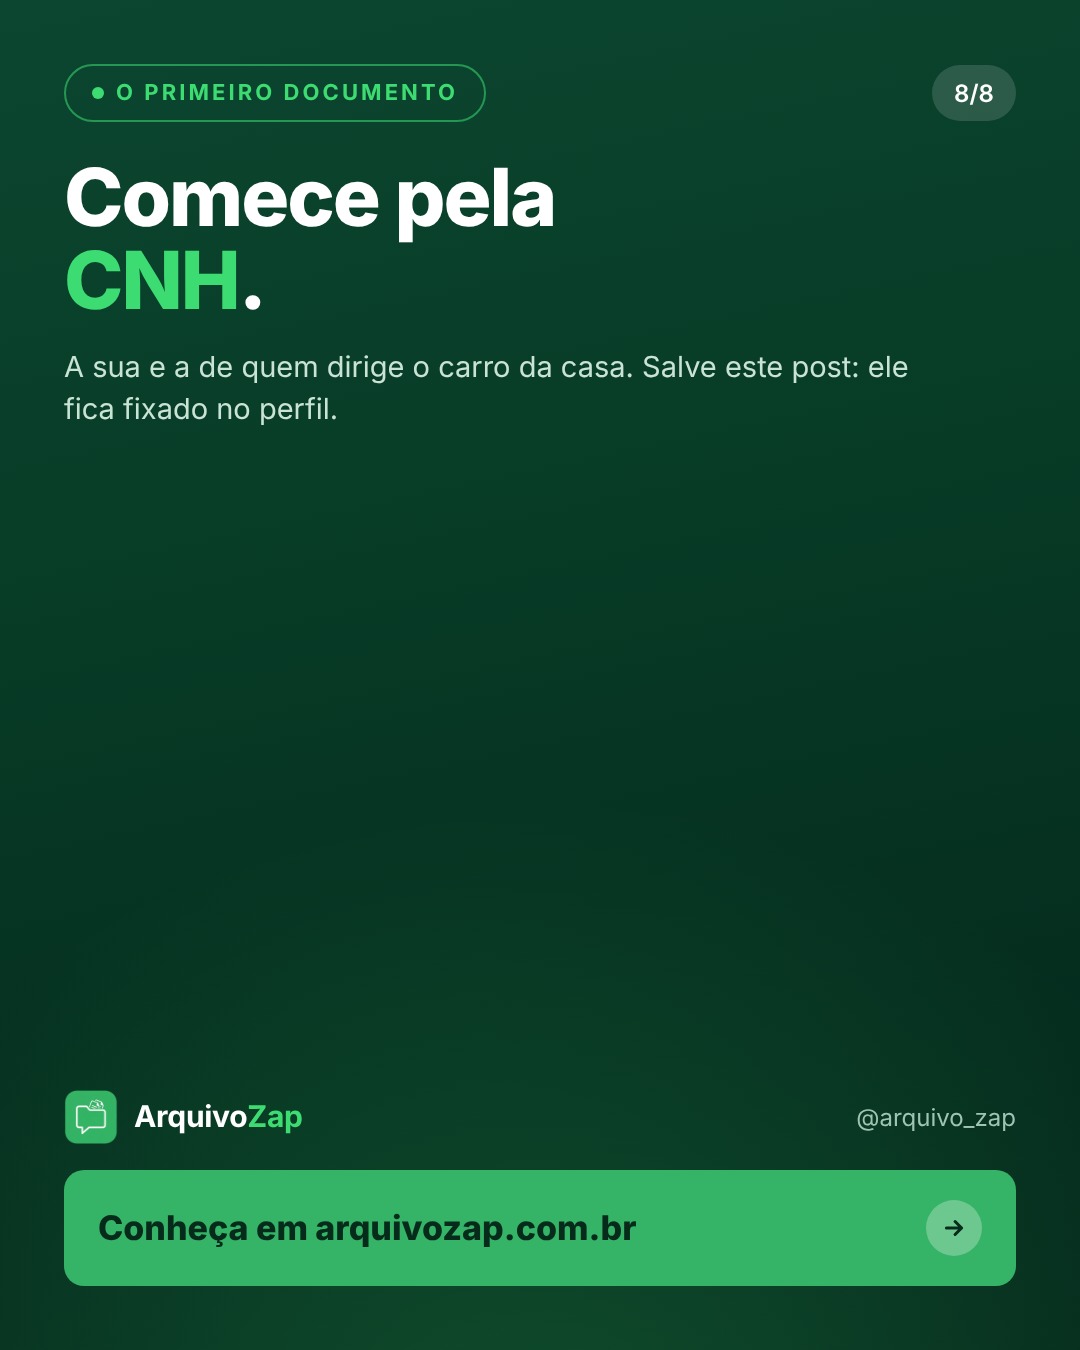 O PRIMEIRO DOCUMENTO
8/8
Comece pela
CNH.
A sua e a de quem dirige o carro da casa. Salve este post: ele
fica fixado no perfil.
ArquivoZap
@arquivo_zap
Conheça em arquivozap.com.br